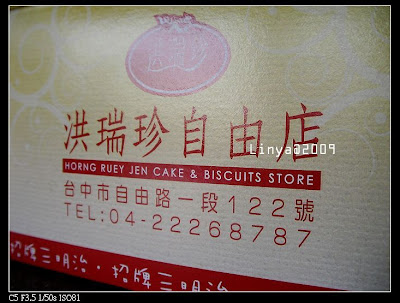 洪瑞珍自由店
Linya@2009
HORNG RUEY JEN CAKE & BISCUITS STORE
台中市自由路一段122號
TEL:04-22268787
招牌三明治·招牌三明治
C5 F3.5 1/50s ISO81